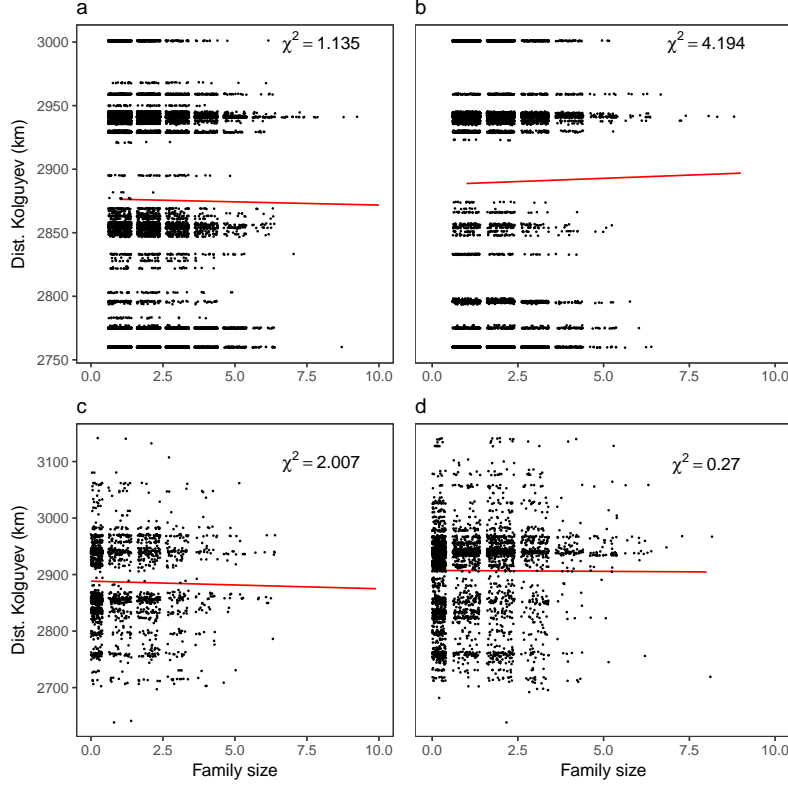 a
b
χ² = 1.135
χ² = 4.194
Dist. Kolguyev (km)
3000
2950
2900
2850
2800
2750
0.0 2.5 5.0 7.5 10.0
0.0 2.5 5.0 7.5 10.0
c
d
χ² = 2.007
χ² = 0.27
Dist. Kolguyev (km)
3100
3000
2900
2800
2700
0.0 2.5 5.0 7.5 10.0
0.0 2.5 5.0 7.5 10.0
Family size
Family size